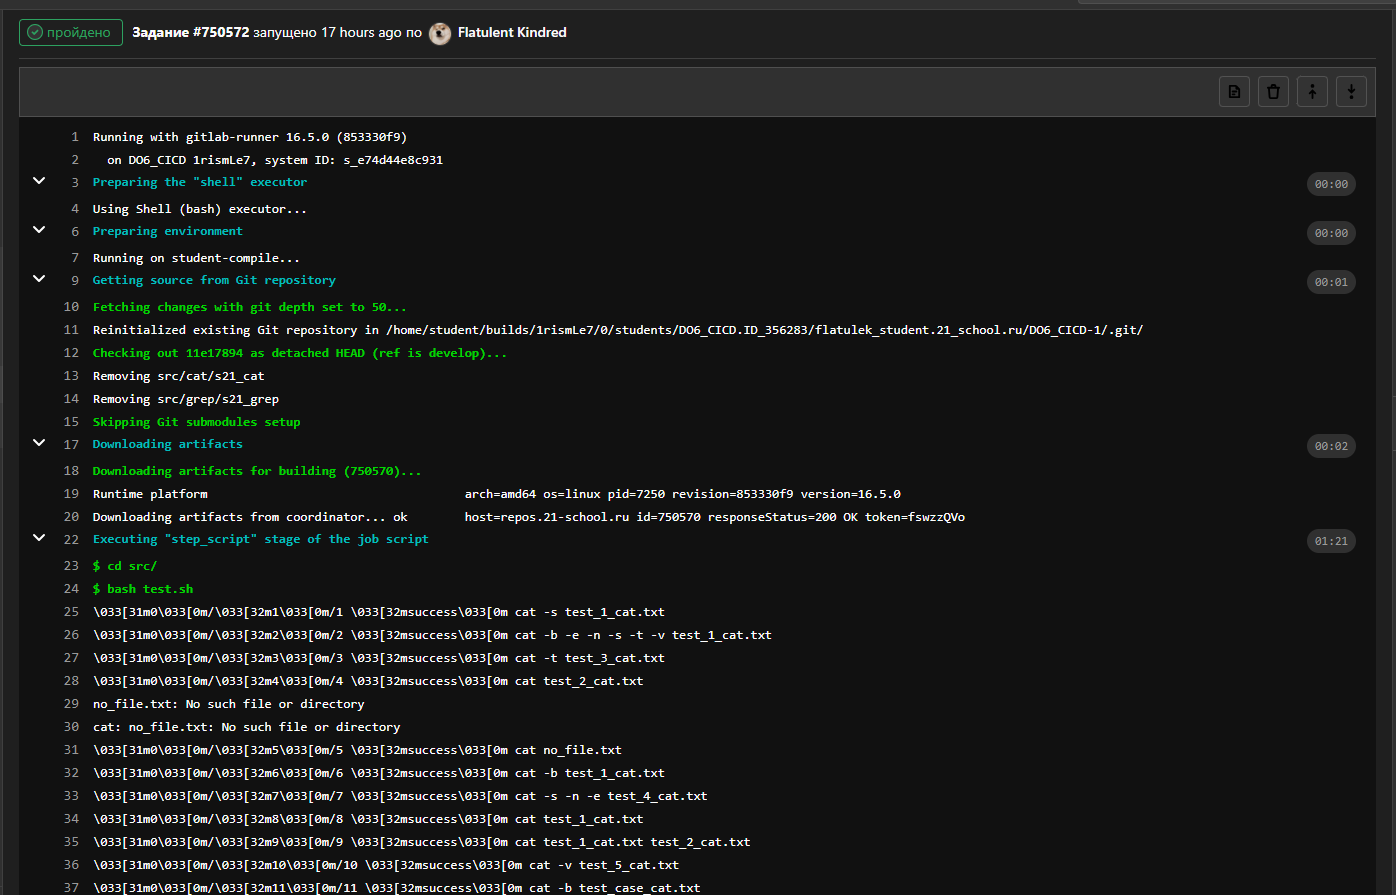 пройдено Задание #750572 запущено 17 hours ago по Flatulent Kindred
1 Running with gitlab-runner 16.5.0 (853330f9)
2 on DO6_CICD 1rismLe7, system ID: s_e74d44e8c931
3 Preparing the "shell" executor 00:00
4 Using Shell (bash) executor...
6 Preparing environment 00:00
7 Running on student-compile...
9 Getting source from Git repository 00:01
10 Fetching changes with git depth set to 50...
11 Reinitialized existing Git repository in /home/student/builds/1rismLe7/0/students/DO6_CICD.ID_356283/flatulek_student.21_school.ru/DO6_CICD-1/.git/
12 Checking out 11e17894 as detached HEAD (ref is develop)...
13 Removing src/cat/s21_cat
14 Removing src/grep/s21_grep
15 Skipping Git submodules setup
17 Downloading artifacts 00:02
18 Downloading artifacts for building (750570)...
19 Runtime platform arch=amd64 os=linux pid=7250 revision=853330f9 version=16.5.0
20 Downloading artifacts from coordinator... ok host=repos.21-school.ru id=750570 responseStatus=200 OK token=fswzzQVo
22 Executing "step_script" stage of the job script 01:21
23 $ cd src/
24 $ bash test.sh
25 \033[31m0\033[0m/\033[32m1\033[0m/1 \033[32msuccess\033[0m cat -s test_1_cat.txt
26 \033[31m0\033[0m/\033[32m2\033[0m/2 \033[32msuccess\033[0m cat -b -e -n -s -t -v test_1_cat.txt
27 \033[31m0\033[0m/\033[32m3\033[0m/3 \033[32msuccess\033[0m cat -t test_3_cat.txt
28 \033[31m0\033[0m/\033[32m4\033[0m/4 \033[32msuccess\033[0m cat test_2_cat.txt
29 no_file.txt: No such file or directory
30 cat: no_file.txt: No such file or directory
31 \033[31m0\033[0m/\033[32m5\033[0m/5 \033[32msuccess\033[0m cat no_file.txt
32 \033[31m0\033[0m/\033[32m6\033[0m/6 \033[32msuccess\033[0m cat -b test_1_cat.txt
33 \033[31m0\033[0m/\033[32m7\033[0m/7 \033[32msuccess\033[0m cat -s -n -e test_4_cat.txt
34 \033[31m0\033[0m/\033[32m8\033[0m/8 \033[32msuccess\033[0m cat test_1_cat.txt
35 \033[31m0\033[0m/\033[32m9\033[0m/9 \033[32msuccess\033[0m cat test_1_cat.txt test_2_cat.txt
36 \033[31m0\033[0m/\033[32m10\033[0m/10 \033[32msuccess\033[0m cat -v test_5_cat.txt
37 \033[31m0\033[0m/\033[32m11\033[0m/11 \033[32msuccess\033[0m cat -b test_case_cat.txt